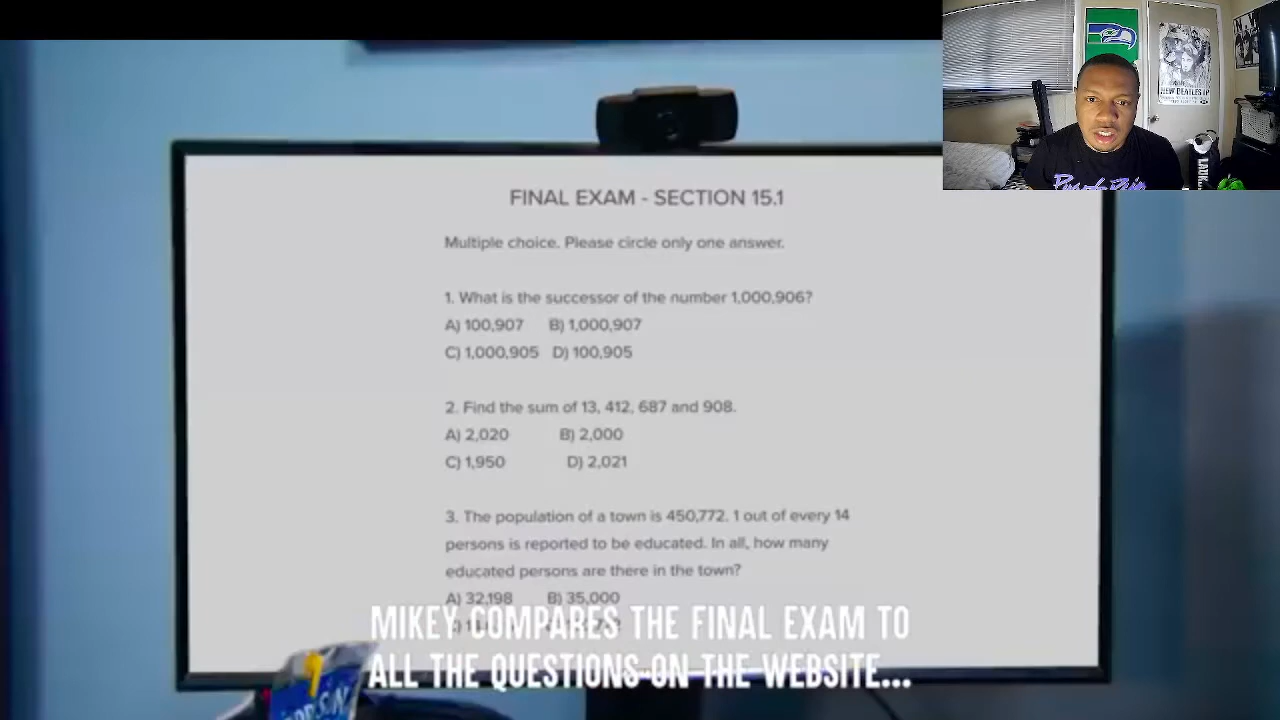 FINAL EXAM - SECTION 15.1
Multiple choice. Please circle only one answer.
1. What is the successor of the number 1,000,906?
A) 100,907 B) 1,000,907
C) 1,000,905 D) 100,905
2. Find the sum of 13, 412, 687 and 908.
A) 2,020 B) 2,000
C) 1,950 D) 2,021
3. The population of a town is 450,772. 1 out of every 14
persons is reported to be educated. In all, how many
educated persons are there in the town?
A) 32,198 B) 35,000
MIKEY COMPARES THE FINAL EXAM TO
ALL THE QUESTIONS ON THE WEBSITE...
NEW BEATLES LP